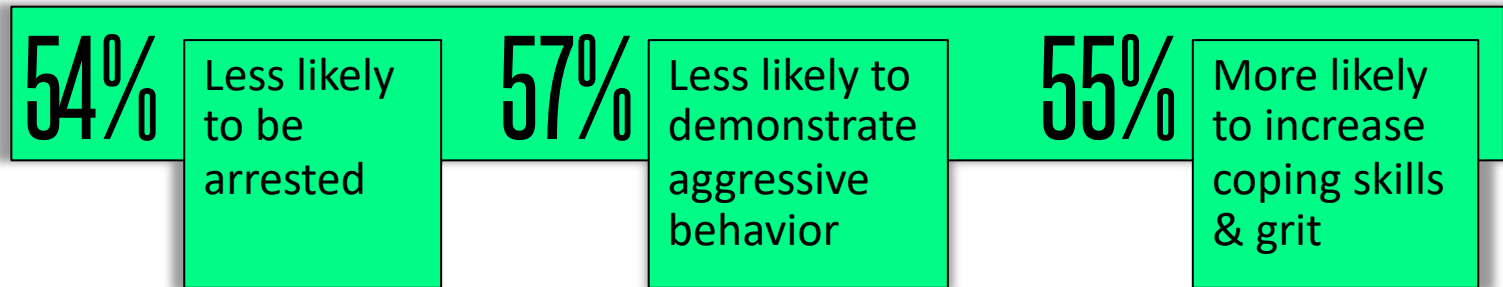 54%
Less likely
to be
arrested
57%
Less likely to
demonstrate
aggressive
behavior
55%
More likely
to increase
coping skills
& grit